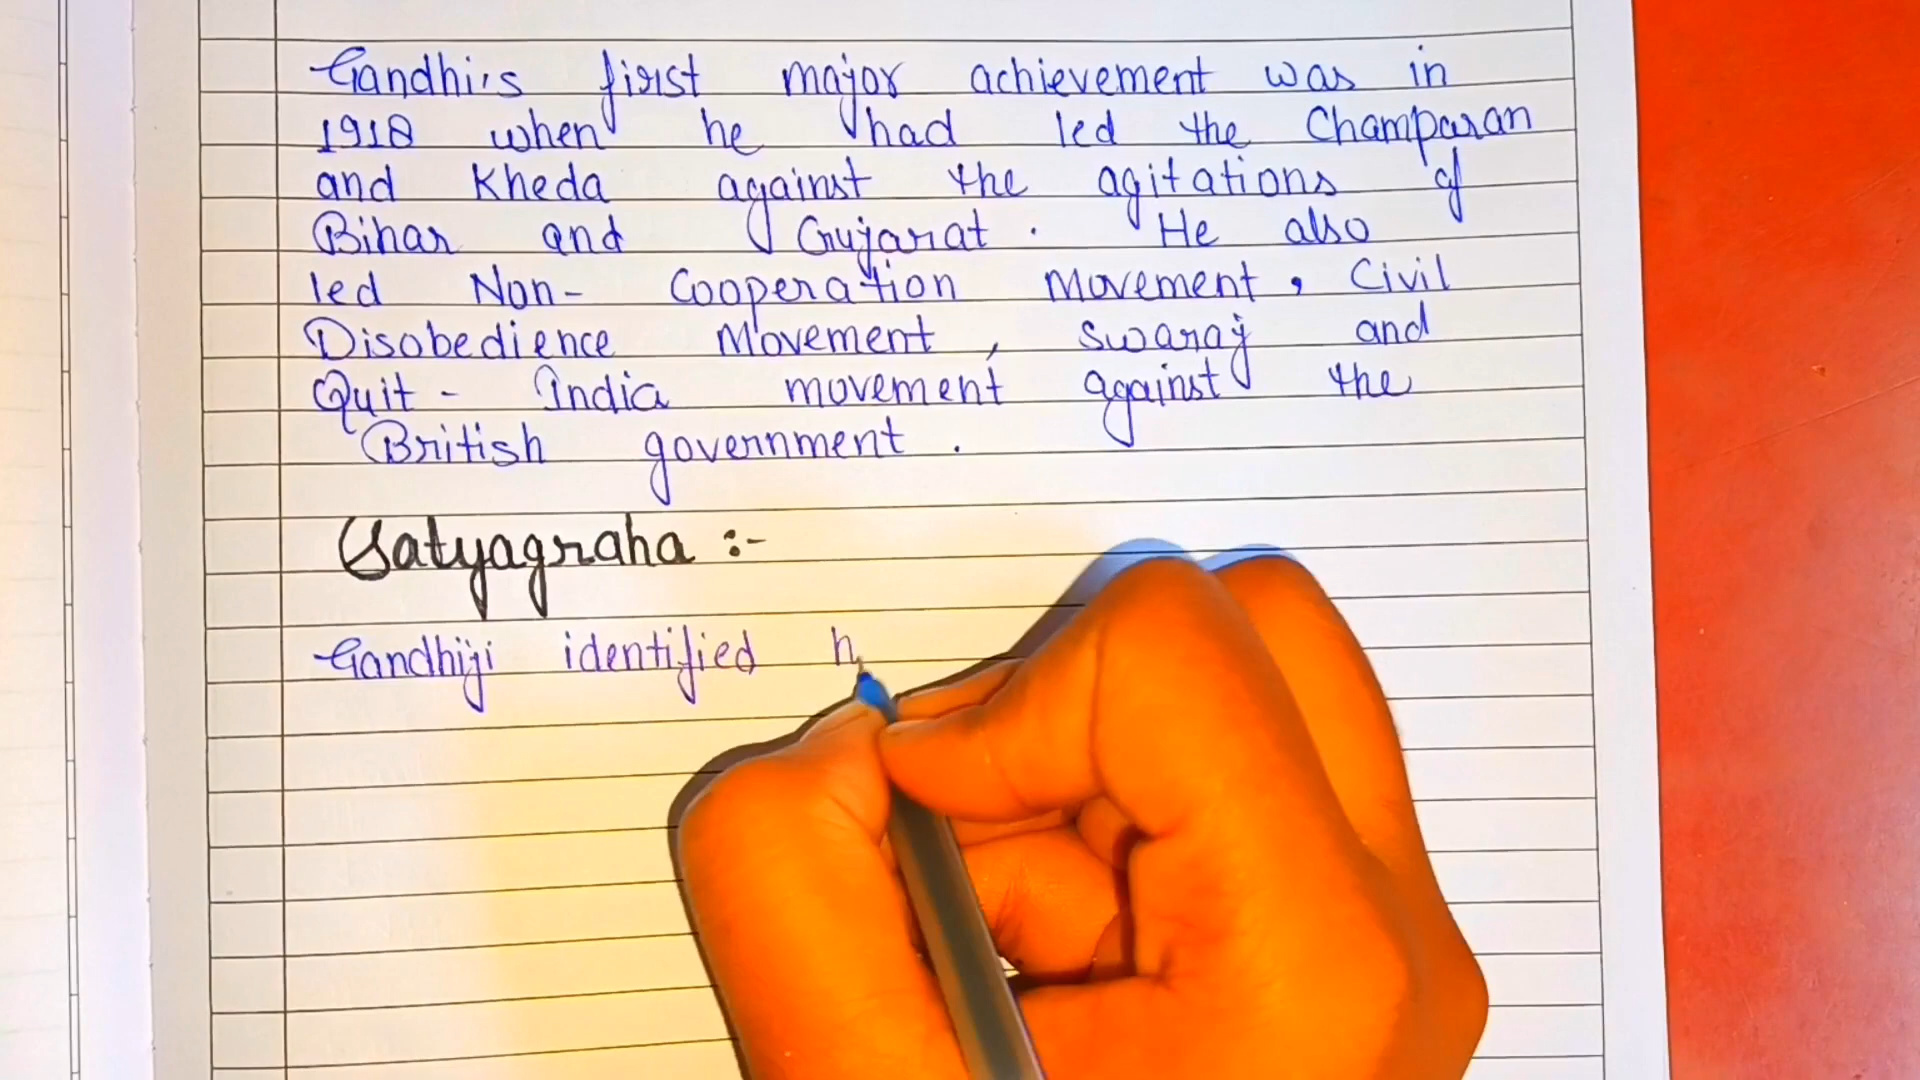 Gandhi's first major achievement was in
1918 when he had led the Champaran
and Kheda against the agitations of
Bihar and Gujarat . He also
led Non- Cooperation Movement , Civil
Disobedience Movement , Swaraj and
Quit - India movement against the
British government .
Satyagraha :-
Gandhiji identified h